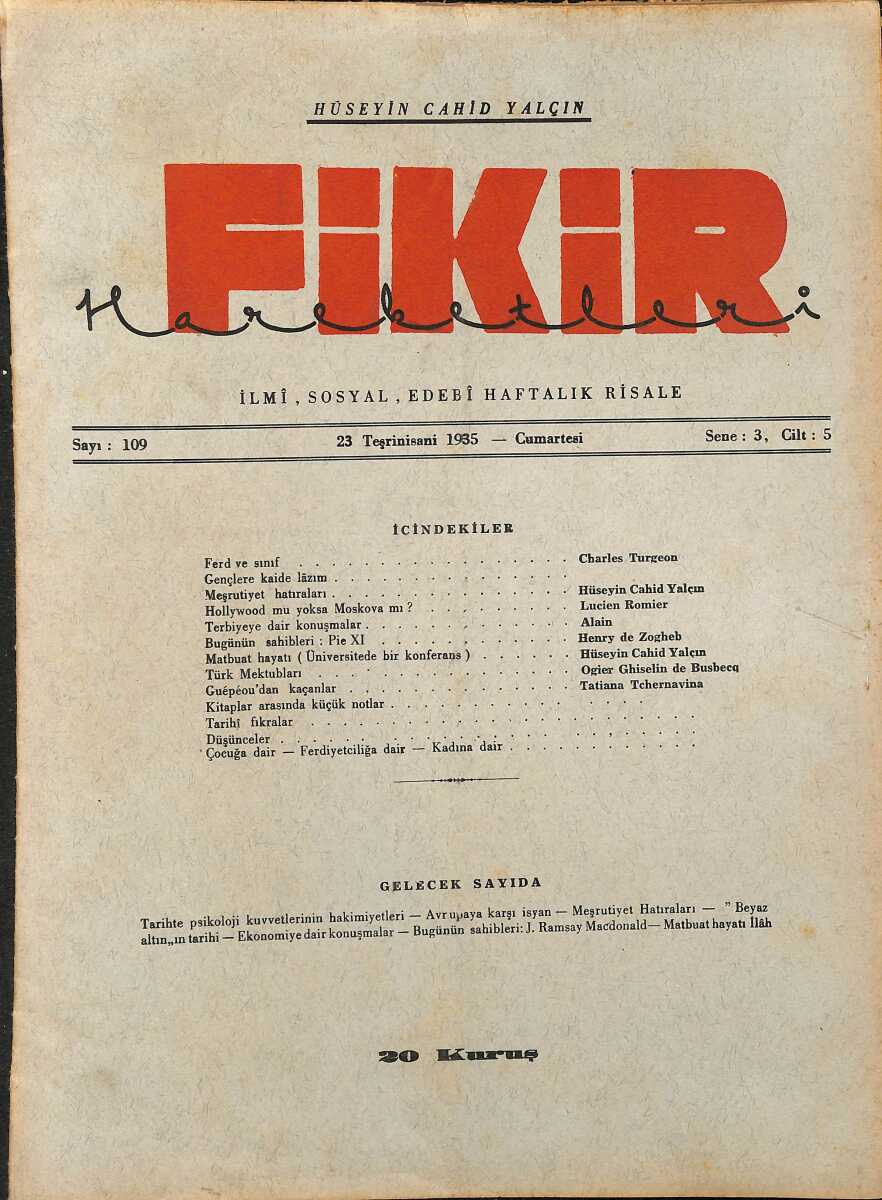 HÜSEYİN CAHİD YALÇIN
FİKİR
Hareketleri
İLMÎ , SOSYAL , EDEBÎ HAFTALIK RİSALE
Sayı : 109 23 Teşrinisani 1935 — Cumartesi Sene : 3, Cilt : 5
İCİNDEKİLER
Ferd ve sınıf . . . . . . . . . . . . . . . . . Charles Turgeon
Gençlere kaide lâzım . . . . . . . . . . . . . . .
Meşrutiyet hatıraları . . . . . . . . . . . . . . . Hüseyin Cahid Yalçın
Hollywood mu yoksa Moskova mı ? . . . . . . . . . Lucien Romier
Terbiyeye dair konuşmalar . . . . . . . . . . . . . Alain
Bugünün sahibleri : Pie XI . . . . . . . . . . . . Henry de Zogheb
Matbuat hayatı ( Üniversitede bir konferans ) . . . . . . Hüseyin Cahid Yalçın
Türk Mektubları . . . . . . . . . . . . . . . . Ogier Ghiselin de Busbecq
Guépéou'dan kaçanlar . . . . . . . . . . . . . . Tatiana Tchernavina
Kitaplar arasında küçük notlar . . . . . . . . . . . . . .
Tarihî fıkralar . . . . . . . . . . . . . . . . . . . . .
Düşünceler . . . . . . . . . . . . . . . . . . . . . .
Çocuğa dair — Ferdiyetciliğa dair — Kadına dair . . . . . . . . . . .
GELECEK SAYIDA
Tarihte psikoloji kuvvetlerinin hakimiyetleri — Avrupaya karşı isyan — Meşrutiyet Hatıraları — ” Beyaz
altın„ın tarihi — Ekonomiye dair konuşmalar — Bugünün sahibleri: J. Ramsay Macdonald— Matbuat hayatı İlâh
20 Kuruş